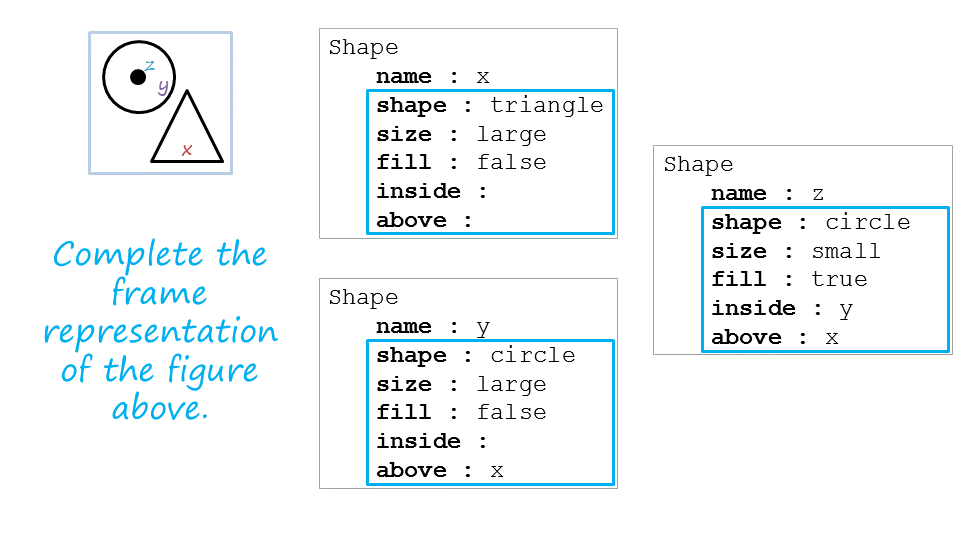 z
y
x
Complete the
frame
representation
of the figure
above.
Shape
name : x
shape : triangle
size : large
fill : false
inside :
above :
Shape
name : y
shape : circle
size : large
fill : false
inside :
above : x
Shape
name : z
shape : circle
size : small
fill : true
inside : y
above : x